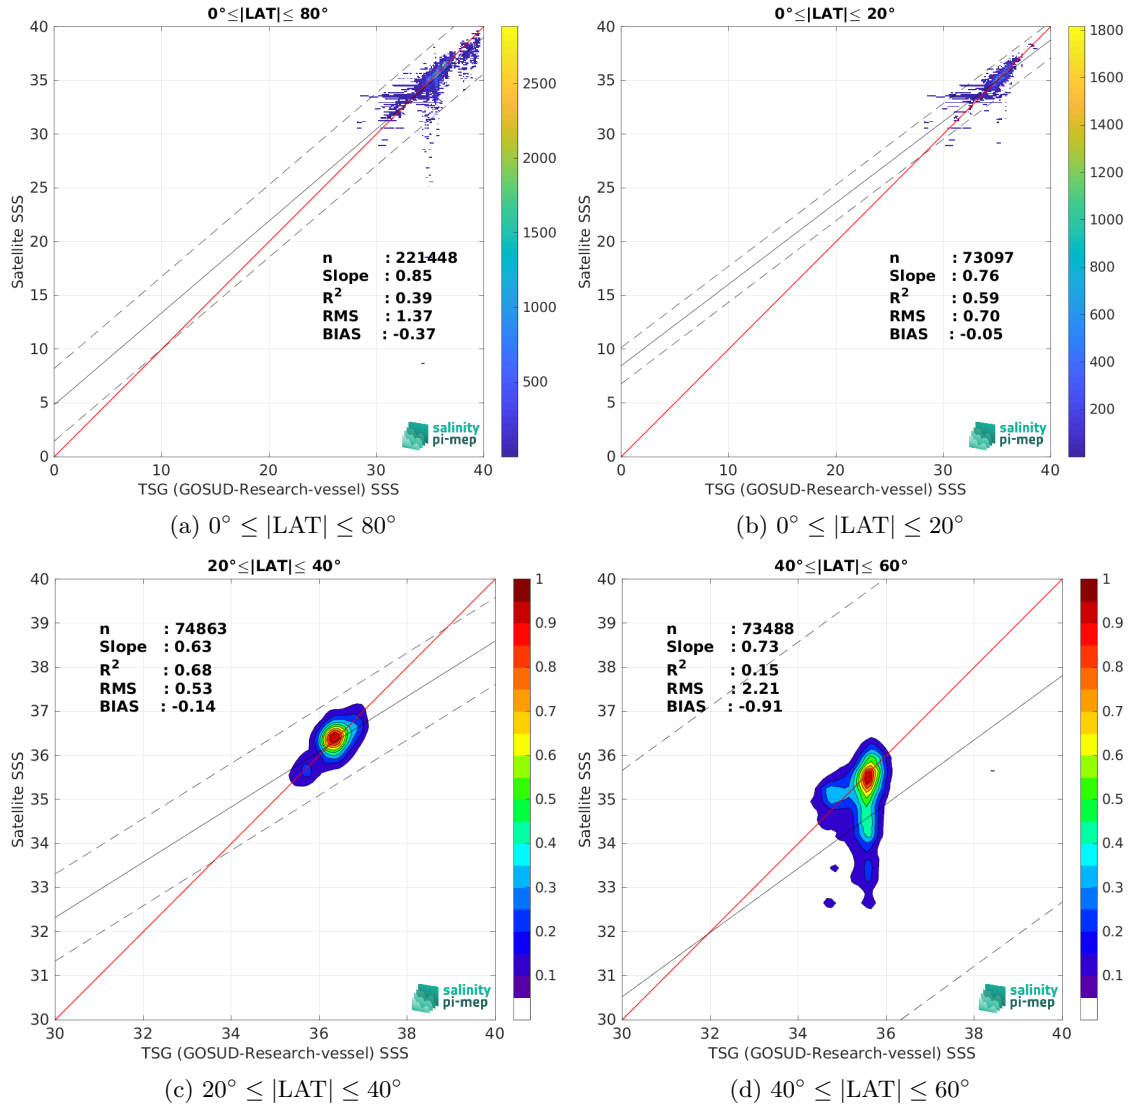 0°≤|LAT|≤ 80°
40
35
30
25
20
15
10
5
0
Satellite SSS
0
10
20
30
40
TSG (GOSUD-Research-vessel) SSS
n : 221448
Slope : 0.85
R² : 0.39
RMS : 1.37
BIAS : -0.37
salinity
pi-mep
2500
2000
1500
1000
500
(a) 0° ≤ |LAT| ≤ 80°
0°≤|LAT|≤ 20°
40
35
30
25
20
15
10
5
0
Satellite SSS
0
10
20
30
40
TSG (GOSUD-Research-vessel) SSS
n : 73097
Slope : 0.76
R² : 0.59
RMS : 0.70
BIAS : -0.05
salinity
pi-mep
1800
1600
1400
1200
1000
800
600
400
200
(b) 0° ≤ |LAT| ≤ 20°
20°≤|LAT|≤ 40°
40
39
38
37
36
35
34
33
32
31
30
Satellite SSS
30
32
34
36
38
40
TSG (GOSUD-Research-vessel) SSS
n : 74863
Slope : 0.63
R² : 0.68
RMS : 0.53
BIAS : -0.14
salinity
pi-mep
1
0.9
0.8
0.7
0.6
0.5
0.4
0.3
0.2
0.1
(c) 20° ≤ |LAT| ≤ 40°
40°≤|LAT|≤ 60°
40
39
38
37
36
35
34
33
32
31
30
Satellite SSS
30
32
34
36
38
40
TSG (GOSUD-Research-vessel) SSS
n : 73488
Slope : 0.73
R² : 0.15
RMS : 2.21
BIAS : -0.91
salinity
pi-mep
1
0.9
0.8
0.7
0.6
0.5
0.4
0.3
0.2
0.1
(d) 40° ≤ |LAT| ≤ 60°